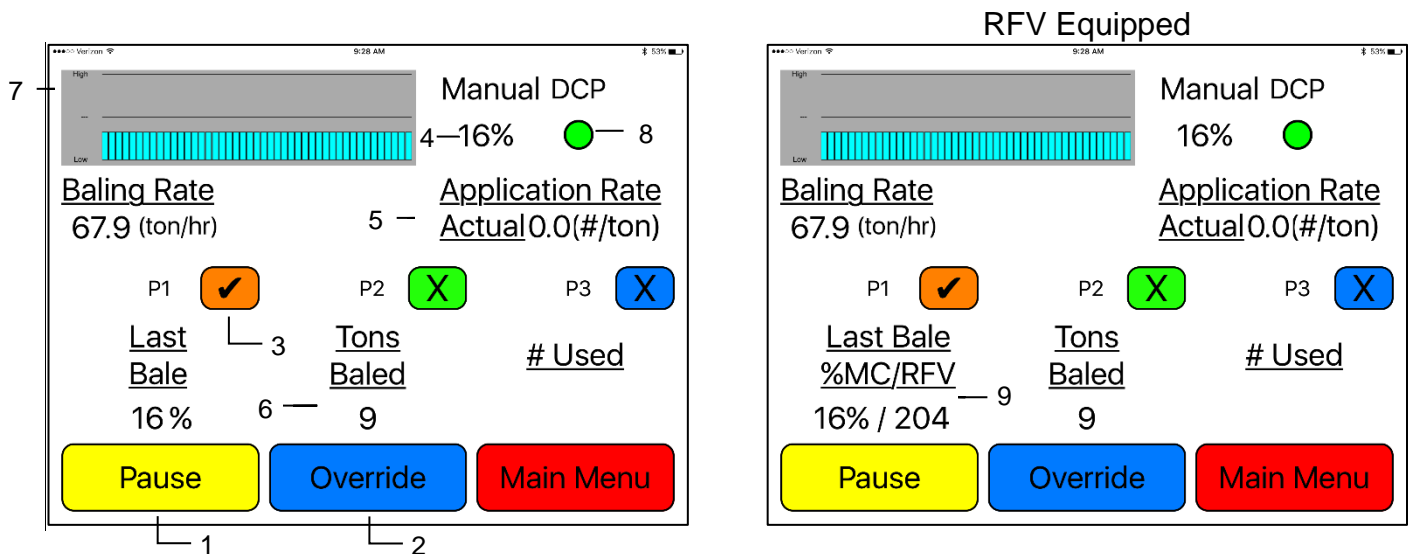 RFV Equipped
●●●○○ Verizon 9:28 AM 53%
7
High
--
Low
Manual DCP
4 16% 8
Baling Rate
67.9 (ton/hr)
5
Application Rate
Actual 0.0(#/ton)
P1 ✔ P2 X P3 X
3
Last
Bale
16%
Tons
Baled
6 9
# Used
Pause Override Main Menu
1 2
●●●○○ Verizon 9:28 AM 53%
High
--
Low
Manual DCP
16%
Baling Rate
67.9 (ton/hr)
Application Rate
Actual 0.0(#/ton)
P1 ✔ P2 X P3 X
Last Bale
%MC/RFV
9
16% / 204
Tons
Baled
9
# Used
Pause Override Main Menu